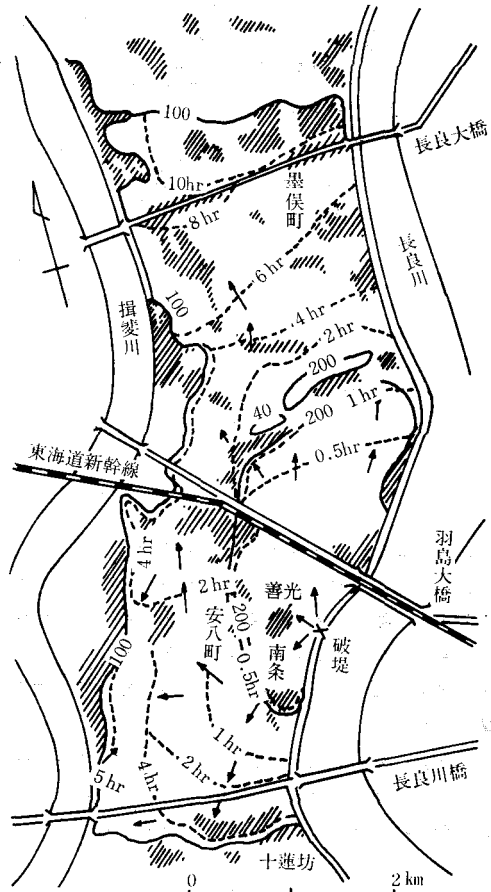 100
長良大橋
10hr
8hr
墨俣町
長良川
6hr
100
揖斐川
4hr
2hr
200
40
200
1hr
0.5hr
東海道新幹線
羽島大橋
4hr
2hr
善光
安八町
200
0.5hr
南条
破堤
100
1hr
2hr
4hr
5hr
長良川橋
十蓮坊
0
2km